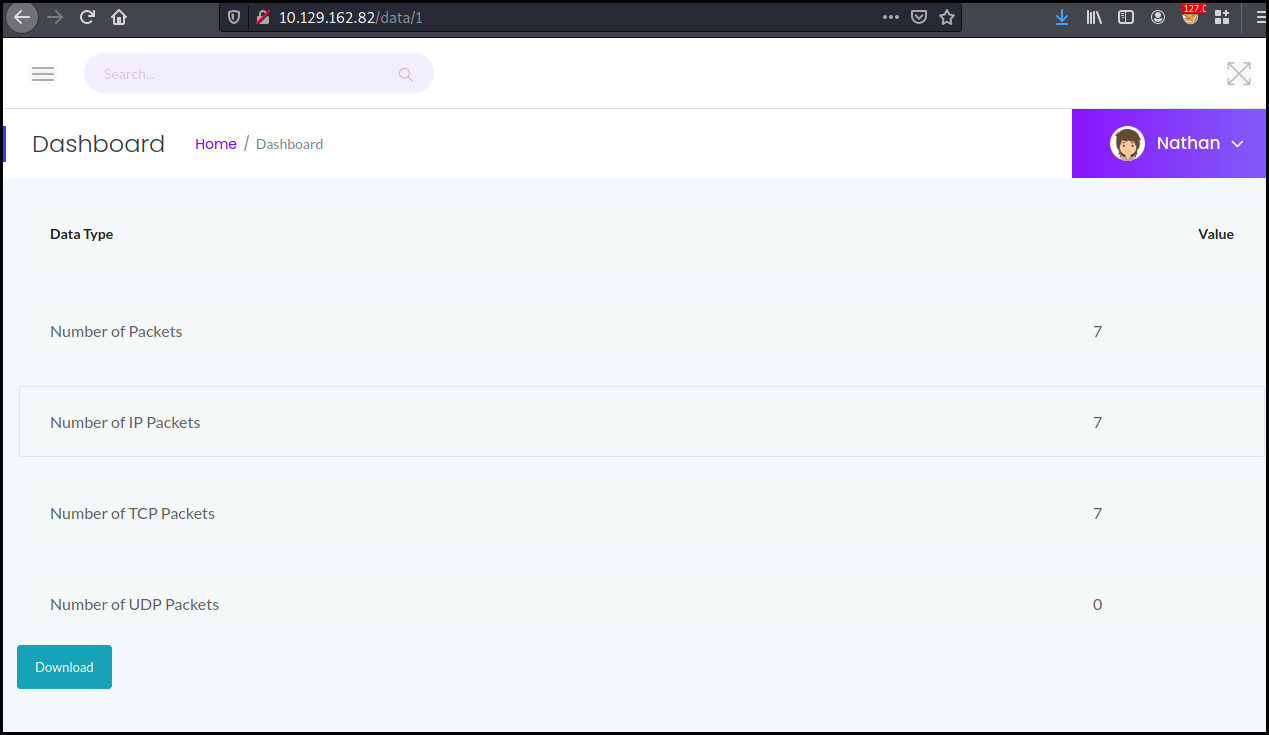 10.129.162.82/data/1
127.0
Search...
Dashboard Home / Dashboard Nathan
Data Type Value
Number of Packets 7
Number of IP Packets 7
Number of TCP Packets 7
Number of UDP Packets 0
Download